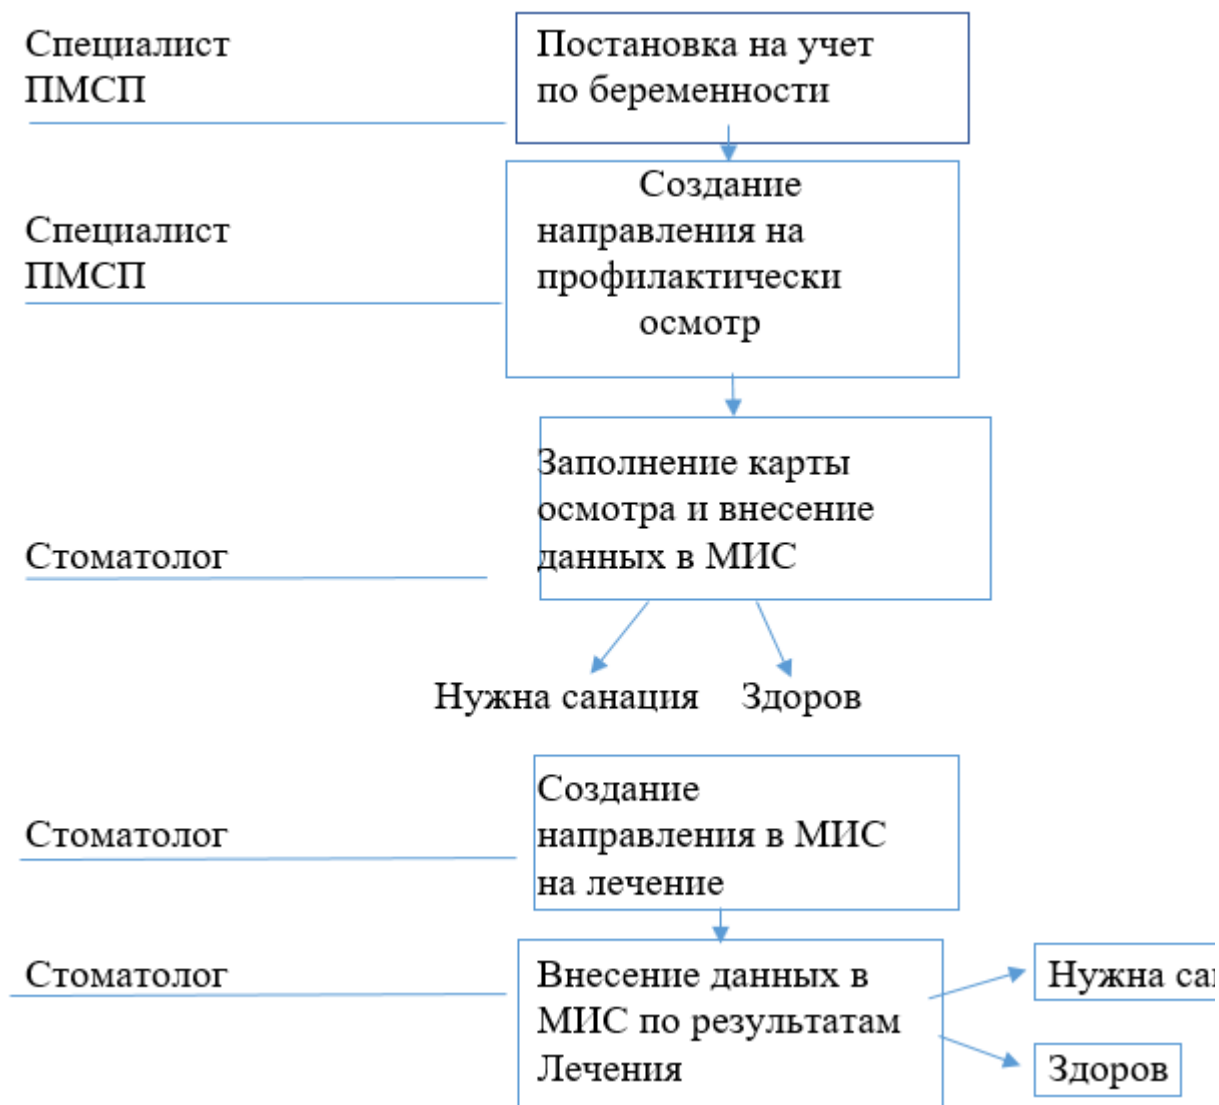 Специалист
ПМСП
Постановка на учет
по беременности
Специалист
ПМСП
Создание
направления на
профилактически
осмотр
Стоматолог
Заполнение карты
осмотра и внесение
данных в МИС
Нужна санация
Здоров
Стоматолог
Создание
направления в МИС
на лечение
Стоматолог
Внесение данных в
МИС по результатам
Лечения
Нужна
Здоров